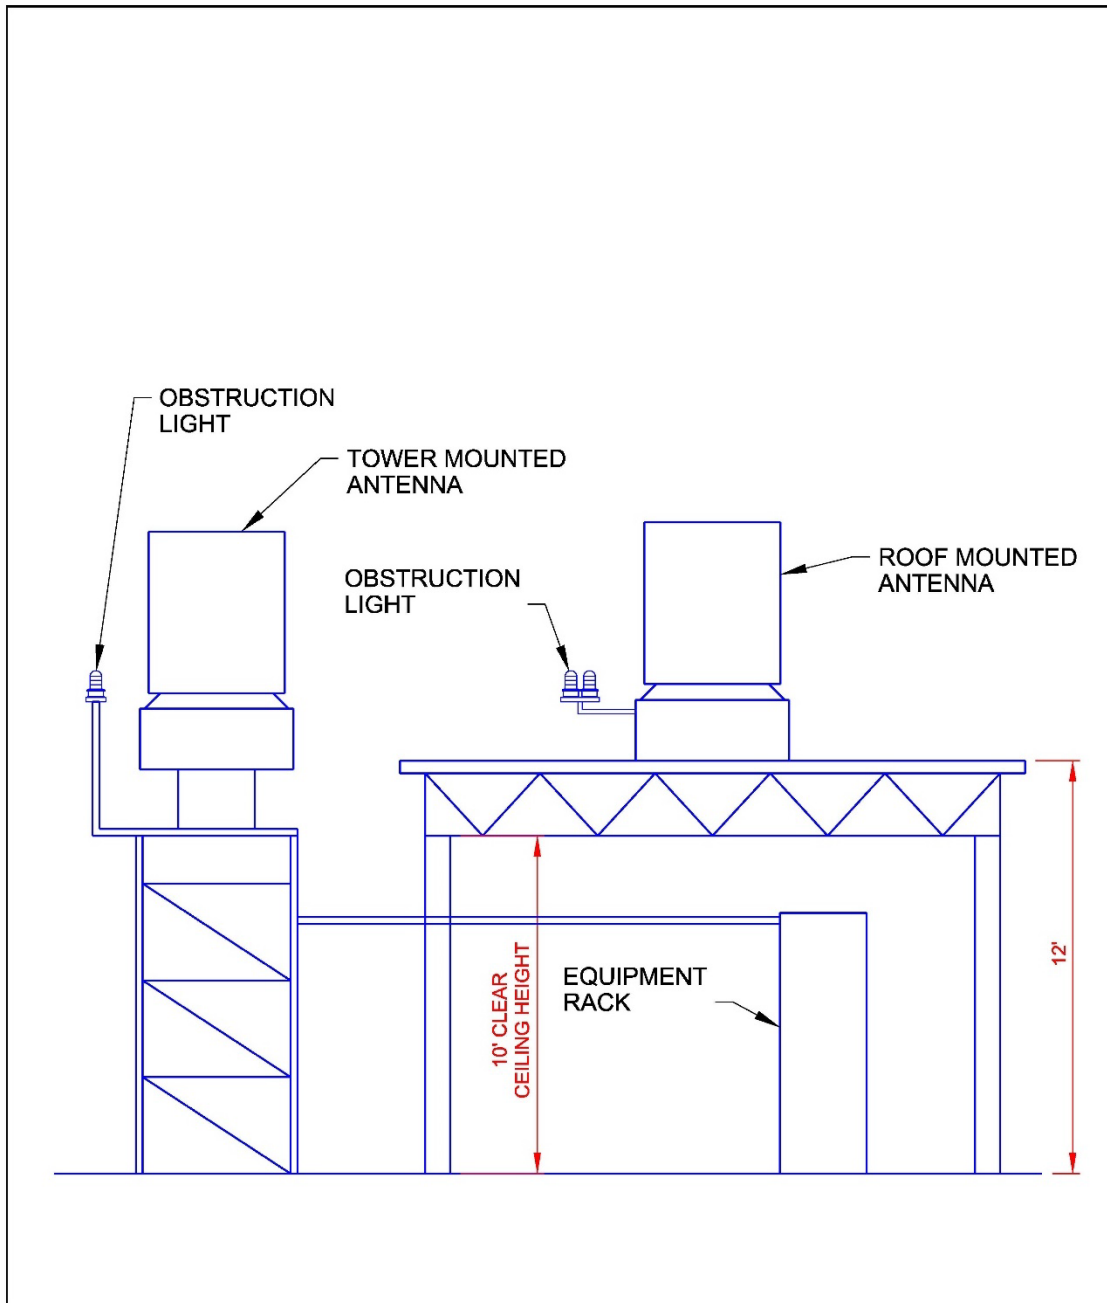 OBSTRUCTION
LIGHT
TOWER MOUNTED
ANTENNA
OBSTRUCTION
LIGHT
ROOF MOUNTED
ANTENNA
10' CLEAR
CEILING HEIGHT
EQUIPMENT
RACK
12'